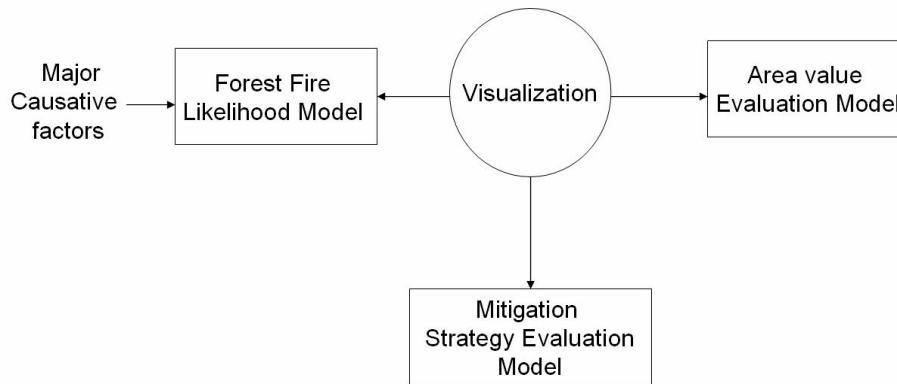 Major
Causative
factors
Forest Fire
Likelihood Model
Visualization
Area value
Evaluation Model
Mitigation
Strategy Evaluation
Model